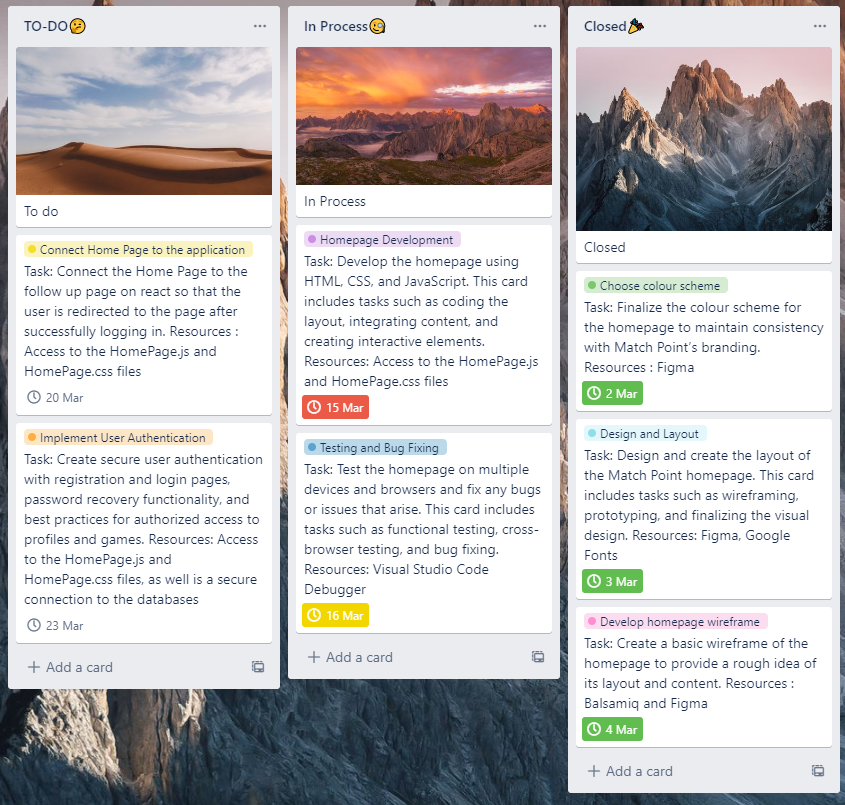 TO-DO🫤
To do
Connect Home Page to the application
Task: Connect the Home Page to the
follow up page on react so that the
user is redirected to the page after
successfully logging in. Resources :
Access to the HomePage.js and
HomePage.css files
20 Mar
Implement User Authentication
Task: Create secure user authentication
with registration and login pages,
password recovery functionality, and
best practices for authorized access to
profiles and games. Resources: Access
to the HomePage.js and
HomePage.css files, as well is a secure
connection to the databases
23 Mar
+ Add a card
In Process🧐
In Process
Homepage Development
Task: Develop the homepage using
HTML, CSS, and JavaScript. This card
includes tasks such as coding the
layout, integrating content, and
creating interactive elements.
Resources: Access to the HomePage.js
and HomePage.css files
15 Mar
Testing and Bug Fixing
Task: Test the homepage on multiple
devices and browsers and fix any bugs
or issues that arise. This card includes
tasks such as functional testing, cross-
browser testing, and bug fixing.
Resources: Visual Studio Code
Debugger
16 Mar
+ Add a card
Closed🎉
Closed
Choose colour scheme
Task: Finalize the colour scheme for
the homepage to maintain consistency
with Match Point’s branding.
Resources : Figma
2 Mar
Design and Layout
Task: Design and create the layout of
the Match Point homepage. This card
includes tasks such as wireframing,
prototyping, and finalizing the visual
design. Resources: Figma, Google
Fonts
3 Mar
Develop homepage wireframe
Task: Create a basic wireframe of the
homepage to provide a rough idea of
its layout and content. Resources :
Balsamiq and Figma
4 Mar
+ Add a card